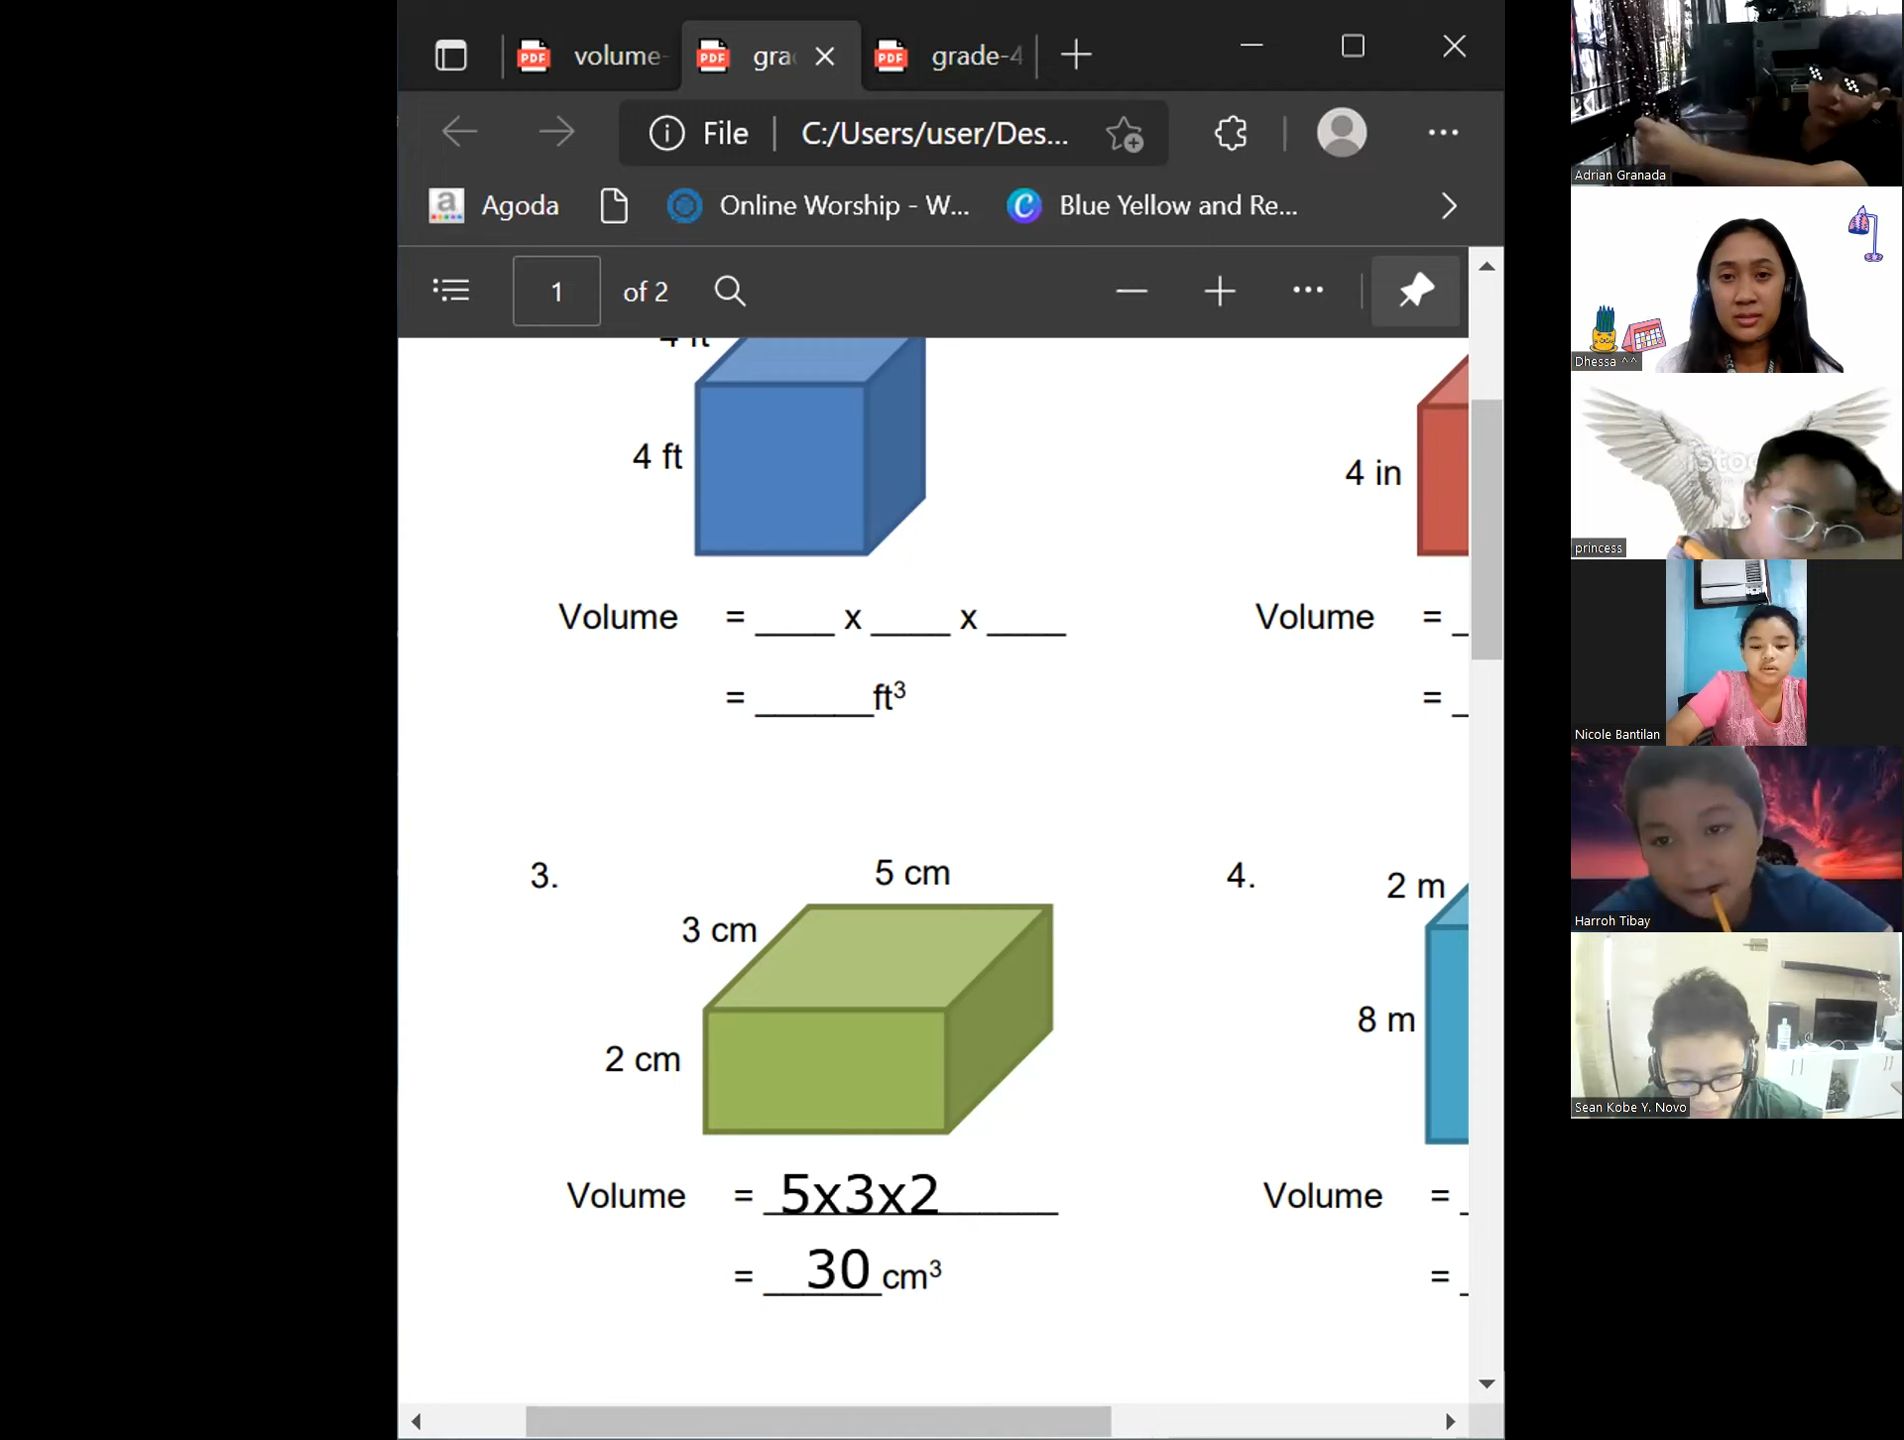 volume-
gra
grade-4
File
C:/Users/user/Des...
a Agoda
Online Worship - W...
Blue Yellow and Re...
1 of 2
4 ft
4 ft
4 in
Volume = ____ x ____ x ____
= ______ft³
Volume = _
= _
3.
5 cm
3 cm
2 cm
Volume = 5x3x2
= 30 cm³
4.
2 m
8 m
Volume = _
= _
Adrian Granada
Dhessa ^^
princess
Nicole Bantilan
Harroh Tibay
Sean Kobe Y. Novo